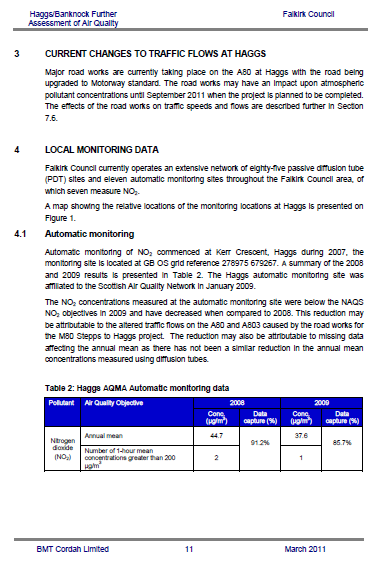 Haggs/Banknock Further
Assessment of Air Quality
Falkirk Council
3 CURRENT CHANGES TO TRAFFIC FLOWS AT HAGGS
Major road works are currently taking place on the A80 at Haggs with the road being
upgraded to Motorway standard. The road works may have an impact upon atmospheric
pollutant concentrations until September 2011 when the project is planned to be completed.
The effects of the road works on traffic speeds and flows are described further in Section
7.6.
4 LOCAL MONITORING DATA
Falkirk Council currently operates an extensive network of eighty-five passive diffusion tube
(PDT) sites and eleven automatic monitoring sites throughout the Falkirk Council area, of
which seven measure NO₂.
A map showing the relative locations of the monitoring locations at Haggs is presented on
Figure 1.
4.1 Automatic monitoring
Automatic monitoring of NO₂ commenced at Kerr Crescent, Haggs during 2007, the
monitoring site is located at GB OS grid reference 278975 679267. A summary of the 2008
and 2009 results is presented in Table 2. The Haggs automatic monitoring site was
affiliated to the Scottish Air Quality Network in January 2009.
The NO₂ concentrations measured at the automatic monitoring site were below the NAQS
NO₂ objectives in 2009 and have decreased when compared to 2008. This reduction may
be attributable to the altered traffic flows on the A80 and A803 caused by the road works for
the M80 Stepps to Haggs project. The reduction may also be attributable to missing data
affecting the annual mean as there has not been a similar reduction in the annual mean
concentrations measured using diffusion tubes.
Table 2: Haggs AQMA Automatic monitoring data
Pollutant Air Quality Objective 2008 2009
Conc. (µg/m³) Data capture (%) Conc. (µg/m³) Data capture (%)
Nitrogen dioxide (NO₂)
Annual mean 44.7 91.2% 37.6 85.7%
Number of 1-hour mean
concentrations greater than 200
µg/m³
2 1
BMT Cordah Limited 11 March 2011